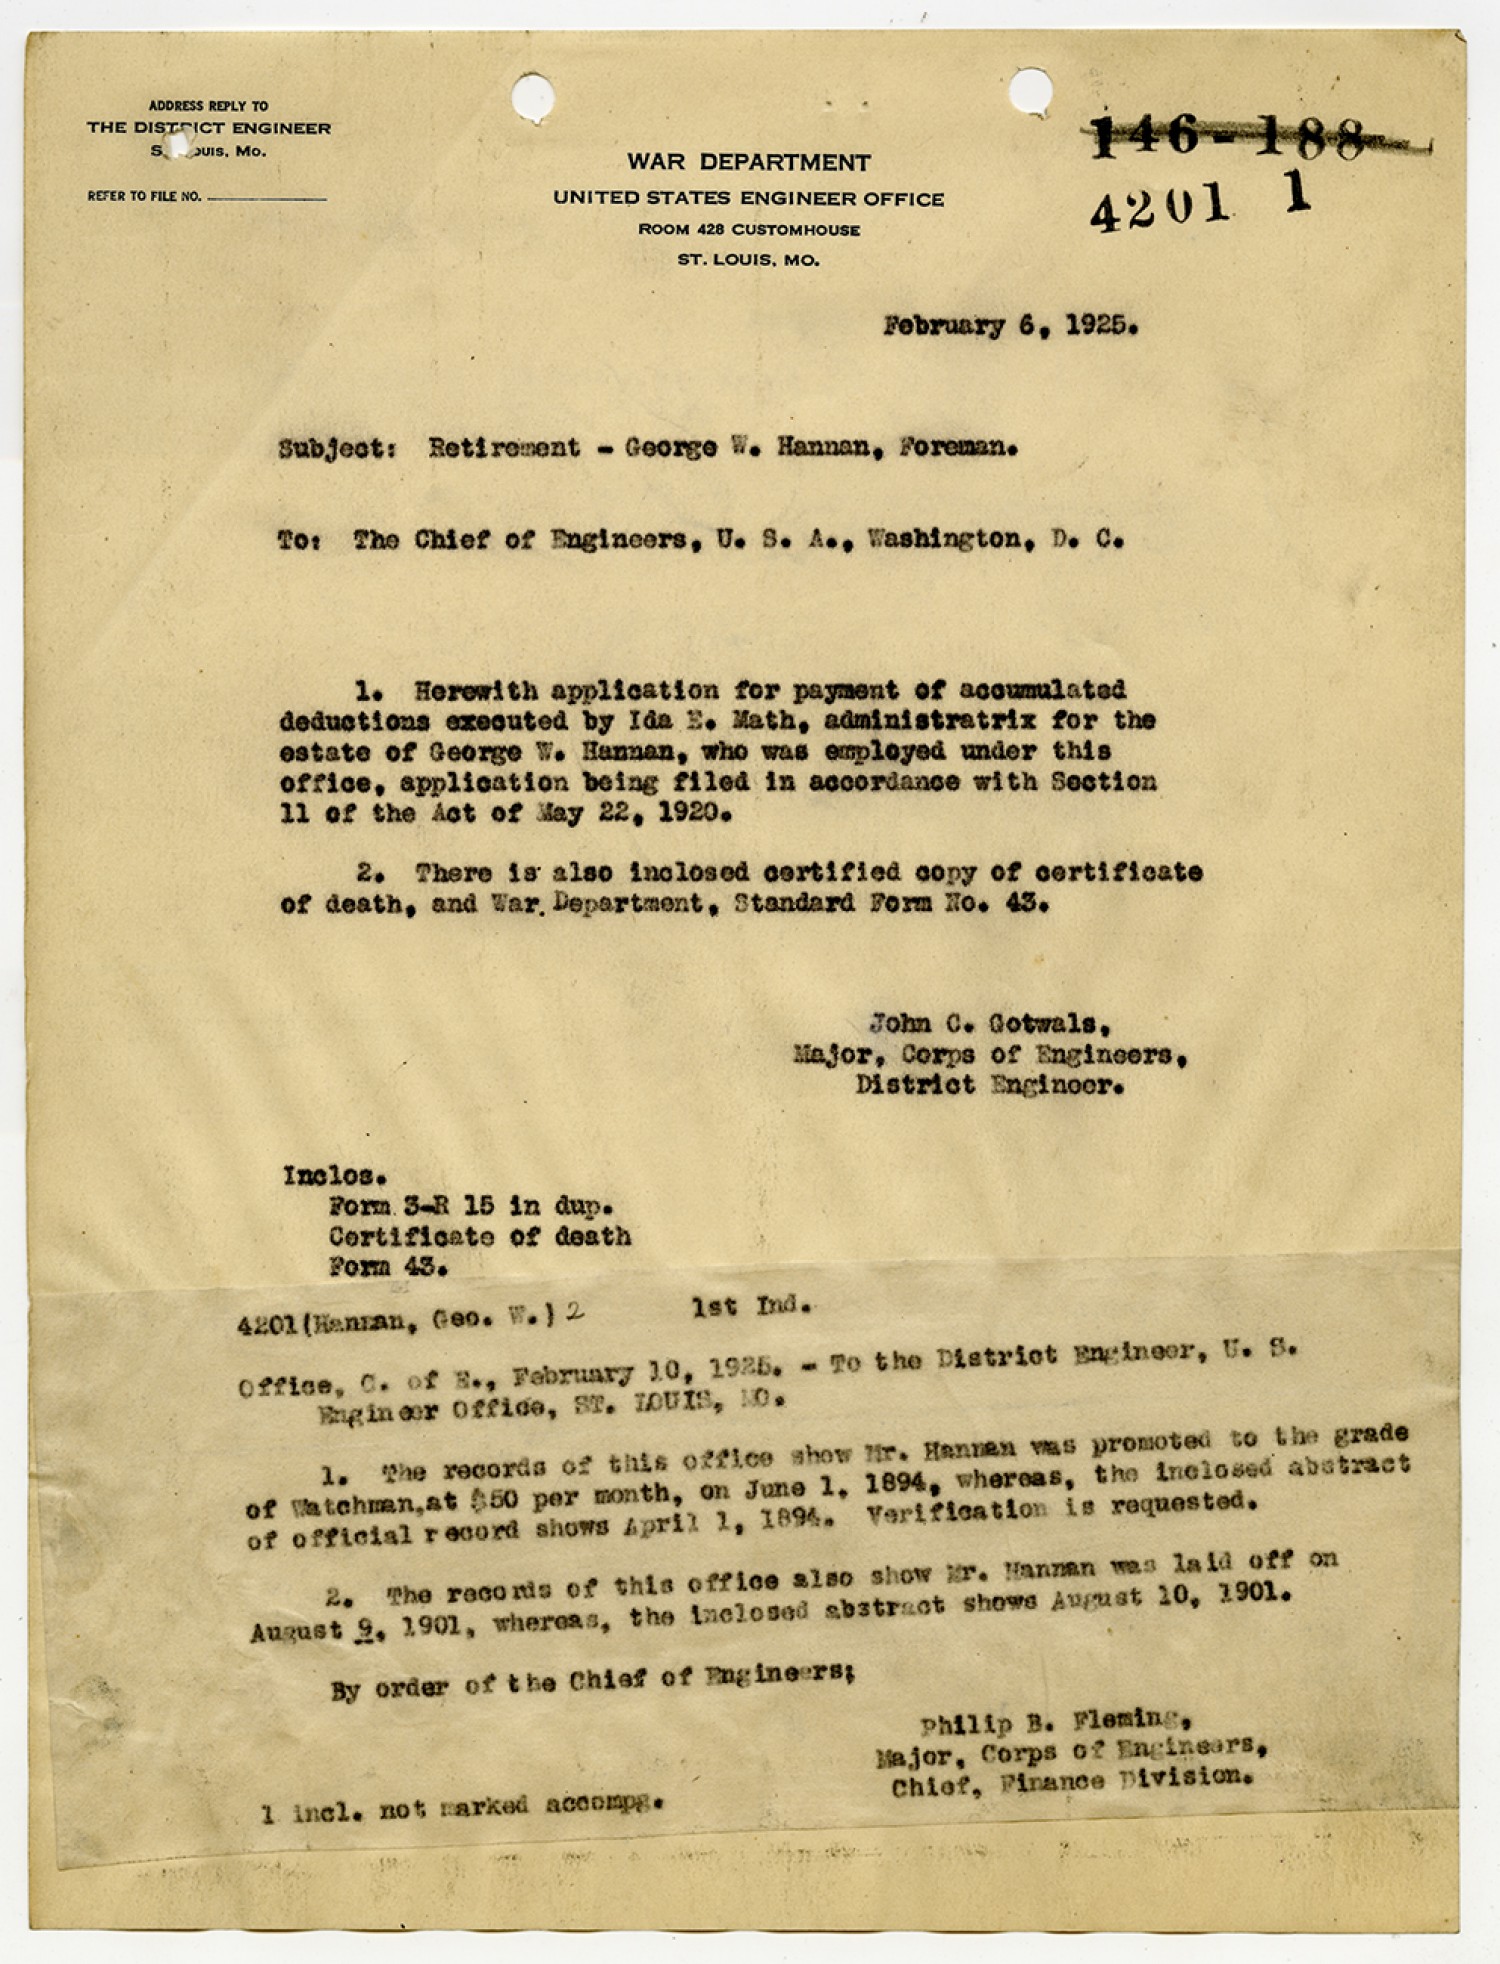 ADDRESS REPLY TO
THE DISTRICT ENGINEER
St. Louis, Mo.
REFER TO FILE NO.
WAR DEPARTMENT
UNITED STATES ENGINEER OFFICE
ROOM 428 CUSTOMHOUSE
ST. LOUIS, MO.
146-188
4201 1
February 6, 1925.
Subject: Retirement - George W. Hannan, Foreman.
To: The Chief of Engineers, U. S. A., Washington, D. C.
1. Herewith application for payment of accumulated
deductions executed by Ida E. Math, administratrix for the
estate of George W. Hannan, who was employed under this
office, application being filed in accordance with Section
11 of the Act of May 22, 1920.
2. There is also inclosed certified copy of certificate
of death, and War Department, Standard Form No. 43.
John C. Gotwals,
Major, Corps of Engineers,
District Engineer.
Inclos.
Form 3-R 15 in dup.
Certificate of death
Form 43.
4201(Hannan, Geo. W.) 2 1st Ind.
Office, C. of E., February 10, 1925. - To the District Engineer, U. S.
Engineer Office, ST. LOUIS, MO.
1. The records of this office show Mr. Hannan was promoted to the grade
of Watchman, at $50 per month, on June 1, 1894, whereas, the inclosed abstract
of official record shows April 1, 1894. Verification is requested.
2. The records of this office also show Mr. Hannan was laid off on
August 9, 1901, whereas, the inclosed abstract shows August 10, 1901.
By order of the Chief of Engineers;
Philip B. Fleming,
Major, Corps of Engineers,
Chief, Finance Division.
1 incl. not marked accompg.